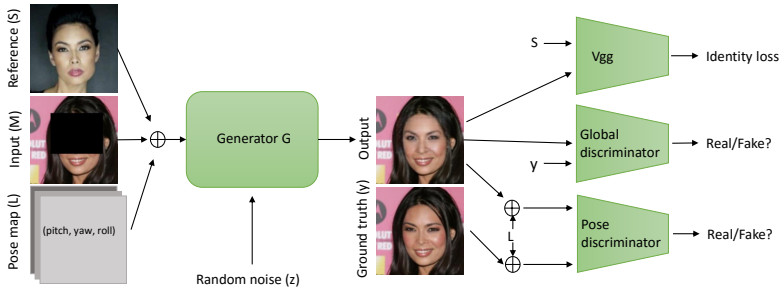 Reference (S)
Input (M)
Pose map (L)
(pitch, yaw, roll)
Generator G
Random noise (z)
Output
Ground truth (y)
S
Vgg
Identity loss
Global
discriminator
y
Real/Fake?
L
Pose
discriminator
Real/Fake?